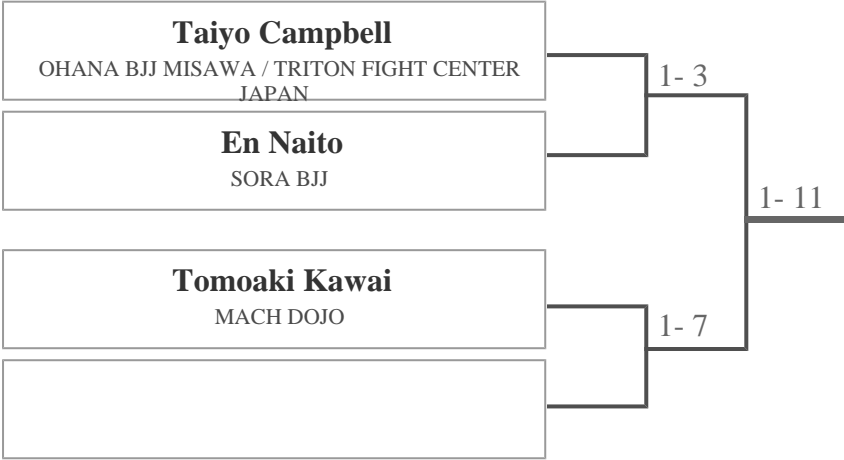 Taiyo Campbell
OHANA BJJ MISAWA / TRITON FIGHT CENTER
JAPAN
1- 3
En Naito
SORA BJJ
1- 11
Tomoaki Kawai
MACH DOJO
1- 7